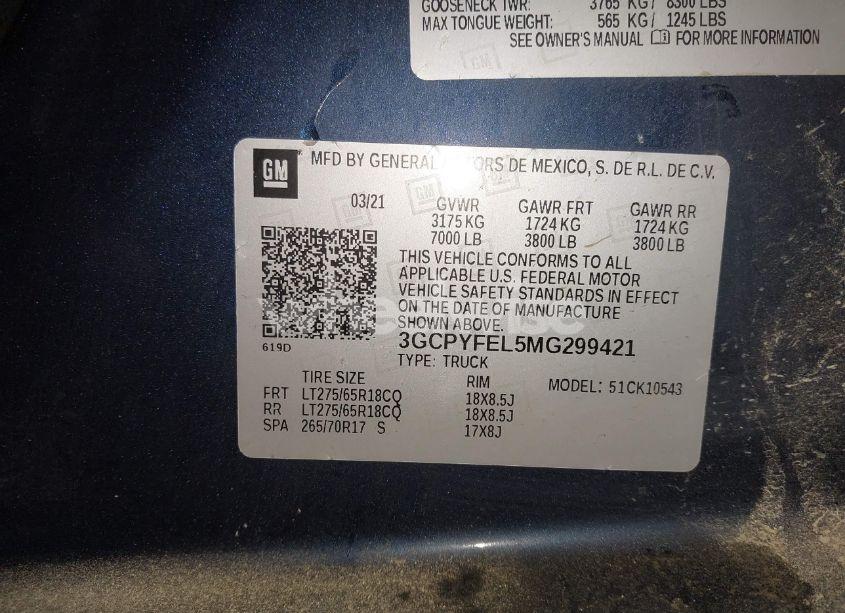 GOOSENECK TWR: 3765 KG/ 8300 LBS
MAX TONGUE WEIGHT: 565 KG/ 1245 LBS
SEE OWNER'S MANUAL FOR MORE INFORMATION
GM
GM MFD BY GENERAL MOTORS DE MEXICO, S. DE R.L. DE C.V.
03/21 GVWR GAWR FRT GAWR RR
3175 KG 1724 KG 1724 KG
7000 LB 3800 LB 3800 LB
THIS VEHICLE CONFORMS TO ALL
APPLICABLE U.S. FEDERAL MOTOR
VEHICLE SAFETY STANDARDS IN EFFECT
ON THE DATE OF MANUFACTURE
SHOWN ABOVE.
619D
3GCPYFEL5MG299421
TYPE: TRUCK
TIRE SIZE RIM MODEL: 51CK10543
FRT LT275/65R18CQ 18X8.5J
RR LT275/65R18CQ 18X8.5J
SPA 265/70R17 S 17X8J